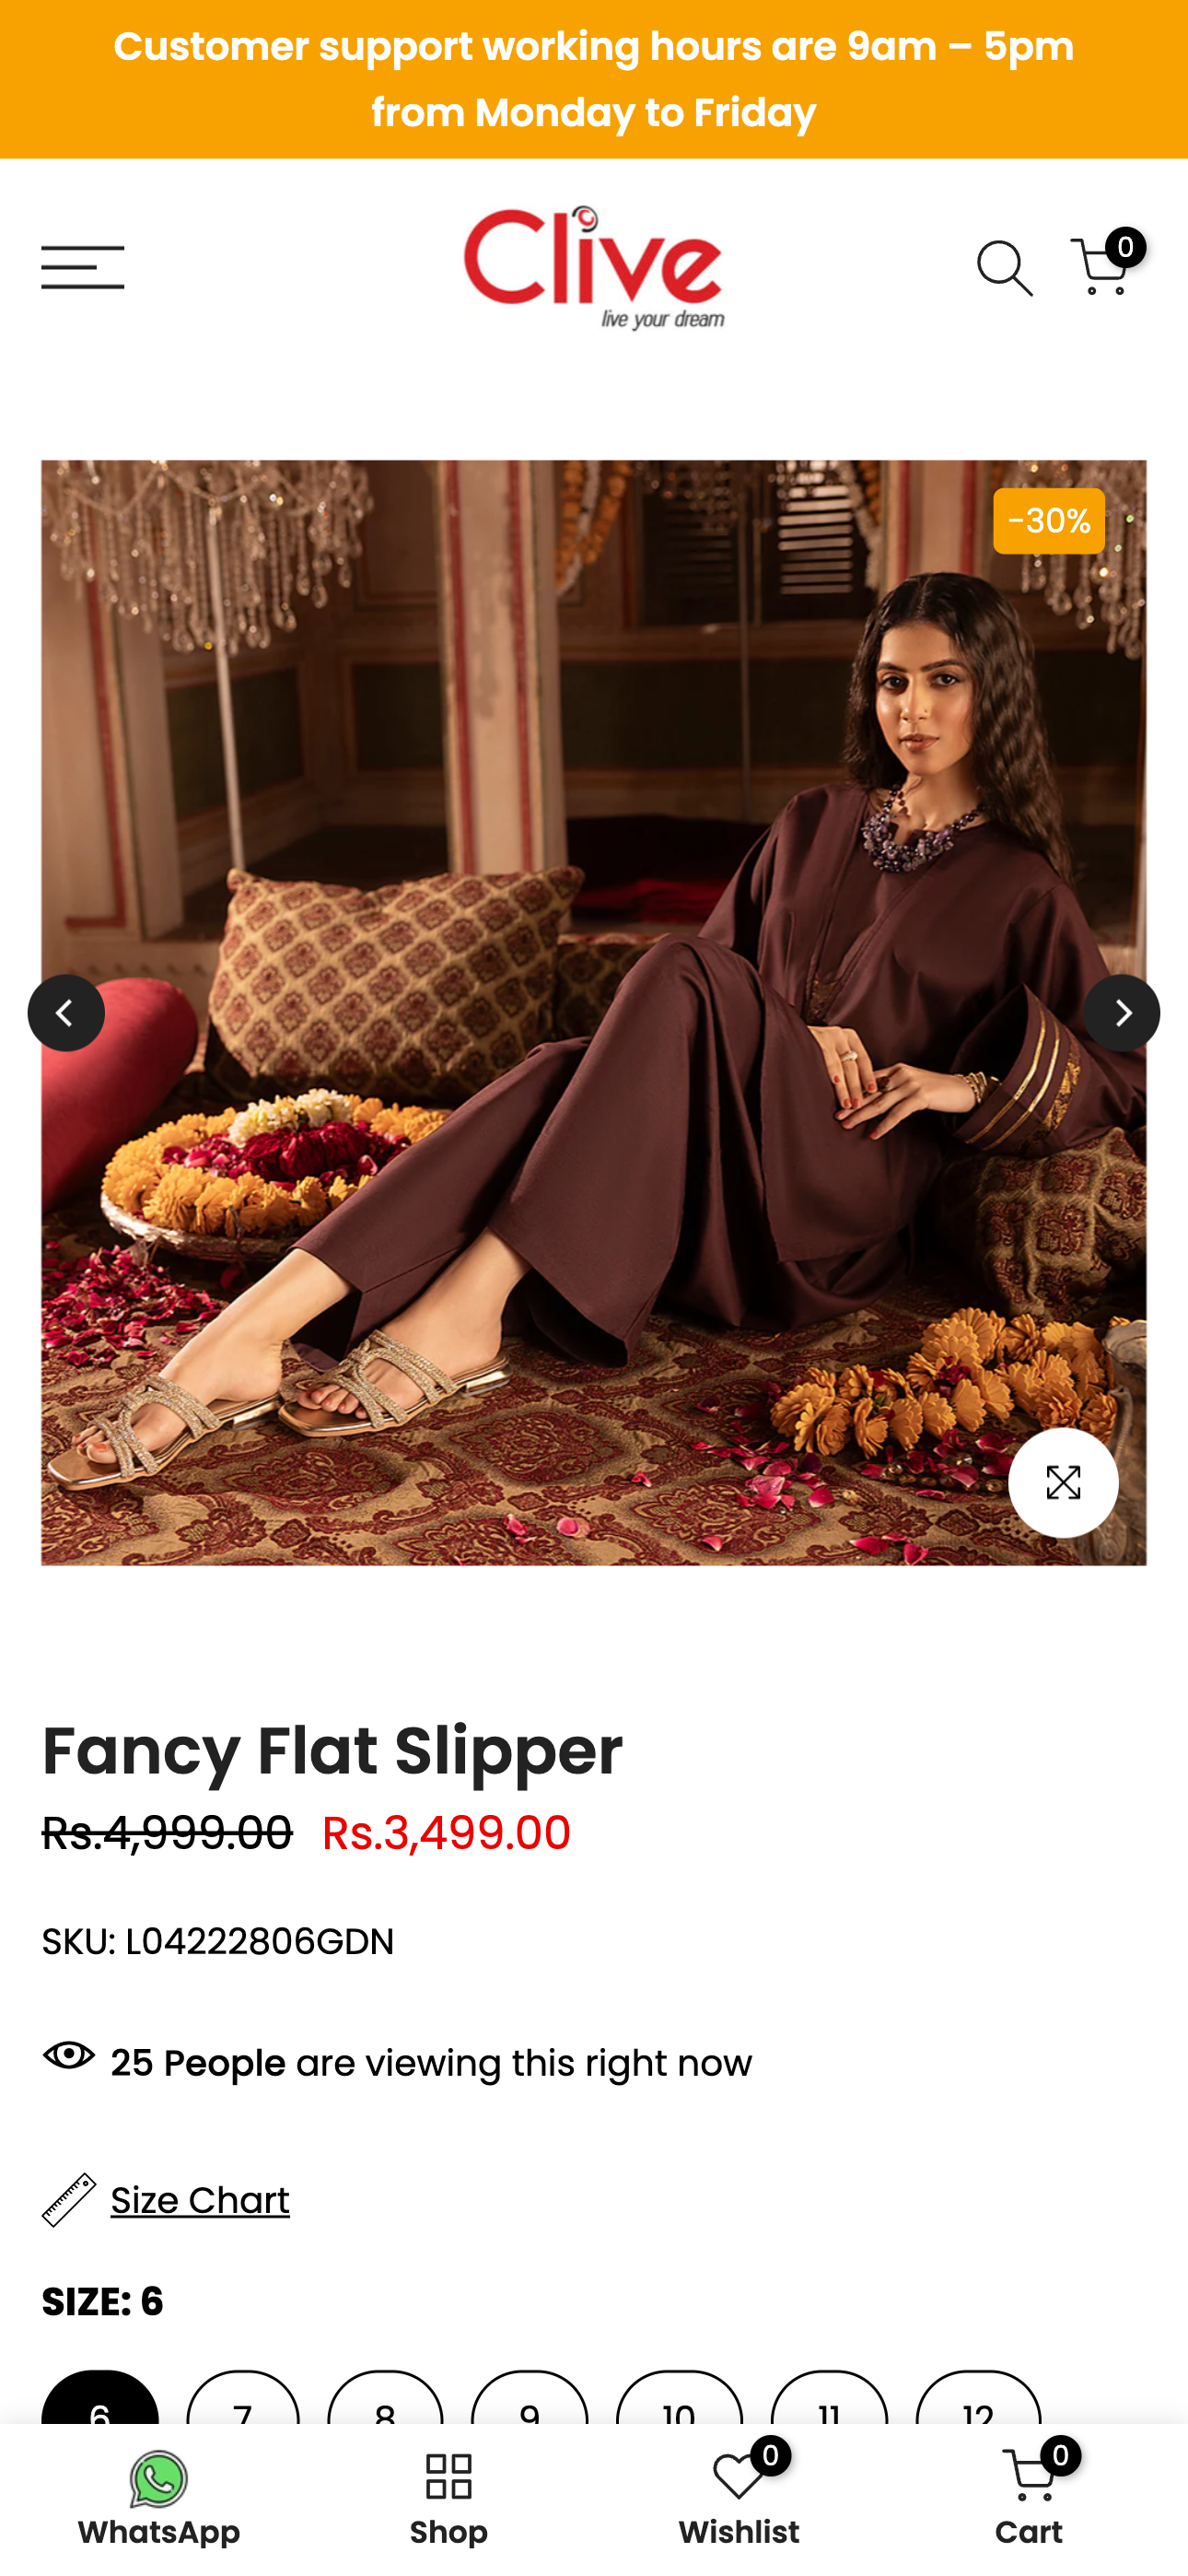 Customer support working hours are 9am – 5pm
from Monday to Friday
Clive
live your dream
0
-30%
Fancy Flat Slipper
Rs.4,999.00 Rs.3,499.00
SKU: L04222806GDN
25 People are viewing this right now
Size Chart
SIZE: 6
6 7 8 9 10 11 12
0 0
WhatsApp Shop Wishlist Cart